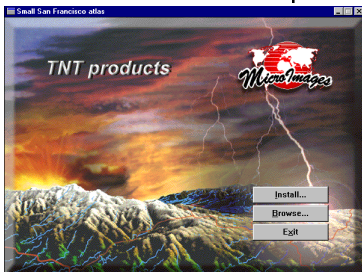 Small San Francisco atlas
TNT products
MicroImages
Install...
Browse...
Exit